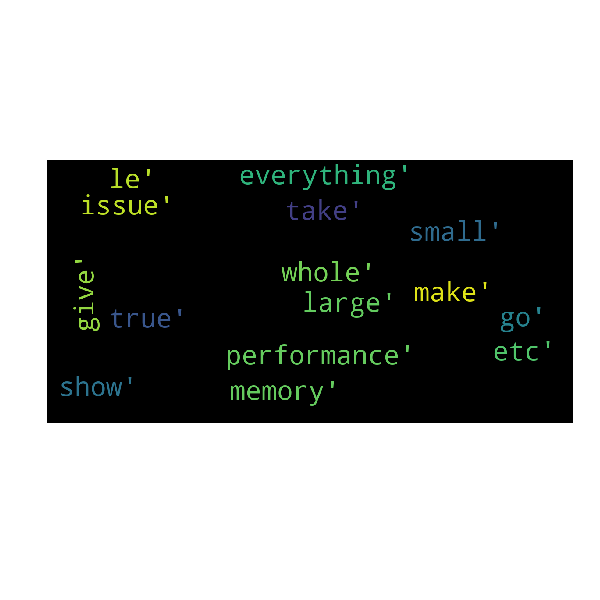 le'
everything'
issue'
take'
small'
give'
whole'
large'
make'
true'
go'
performance'
etc'
show'
memory'